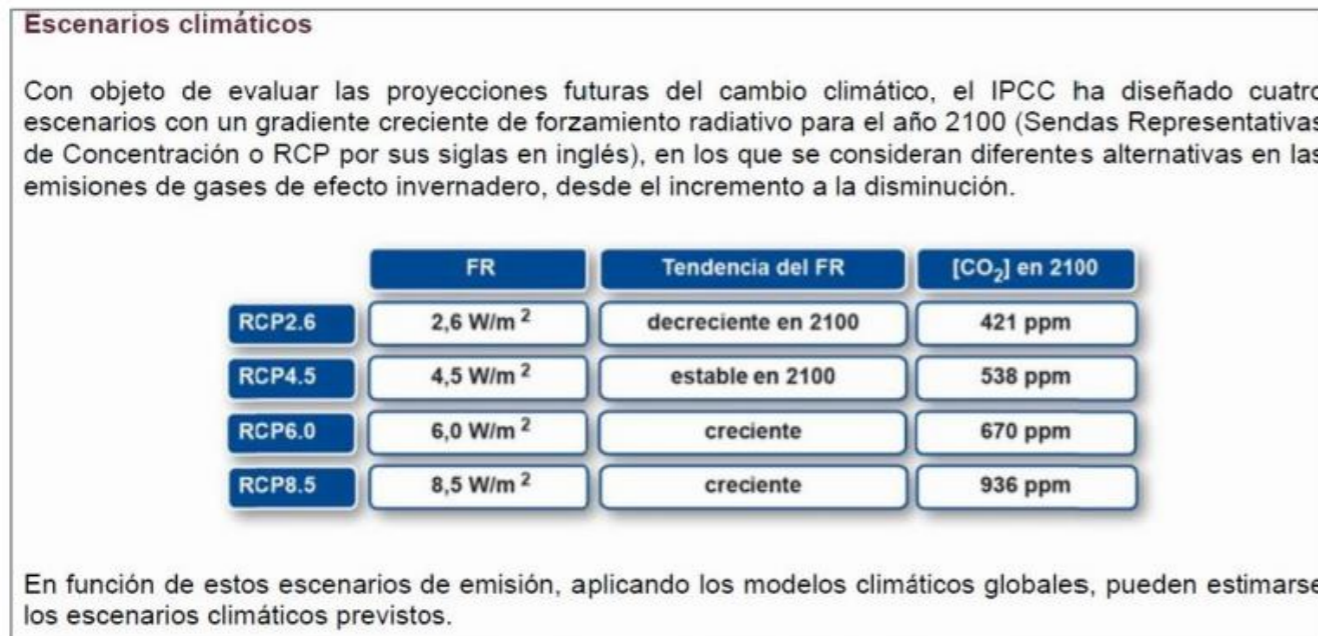 Escenarios climáticos
Con objeto de evaluar las proyecciones futuras del cambio climático, el IPCC ha diseñado cuatro
escenarios con un gradiente creciente de forzamiento radiativo para el año 2100 (Sendas Representativas
de Concentración o RCP por sus siglas en inglés), en los que se consideran diferentes alternativas en las
emisiones de gases de efecto invernadero, desde el incremento a la disminución.
FR Tendencia del FR [CO₂] en 2100
RCP2.6 2,6 W/m ² decreciente en 2100 421 ppm
RCP4.5 4,5 W/m ² estable en 2100 538 ppm
RCP6.0 6,0 W/m ² creciente 670 ppm
RCP8.5 8,5 W/m ² creciente 936 ppm
En función de estos escenarios de emisión, aplicando los modelos climáticos globales, pueden estimarse
los escenarios climáticos previstos.